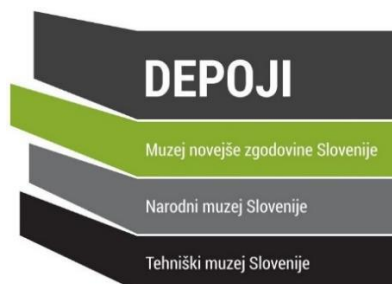 DEPOJI
Muzej novejše zgodovine Slovenije
Narodni muzej Slovenije
Tehniški muzej Slovenije